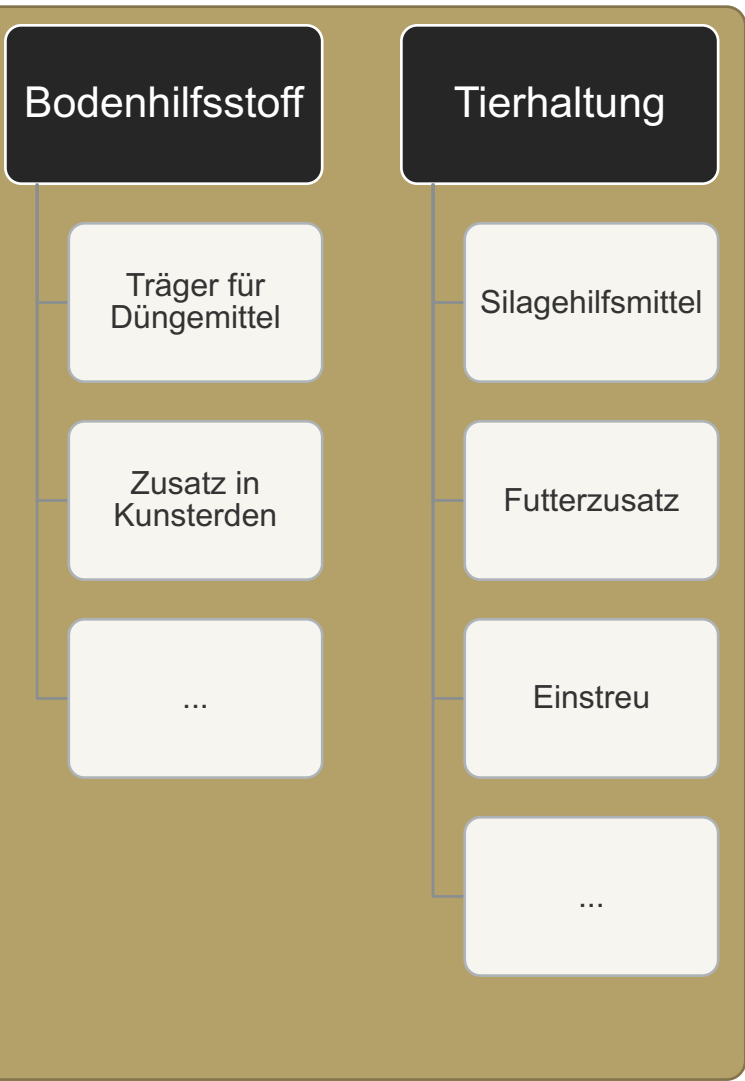 Bodenhilfsstoff
Träger für
Düngemittel
Zusatz in
Kunsterden
...
Tierhaltung
Silagehilfsmittel
Futterzusatz
Einstreu
...